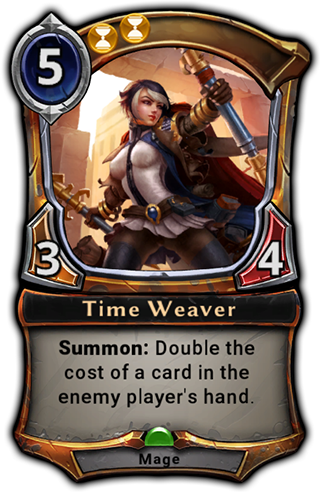 5
3
4
Time Weaver
Summon: Double the
cost of a card in the
enemy player's hand.
Mage